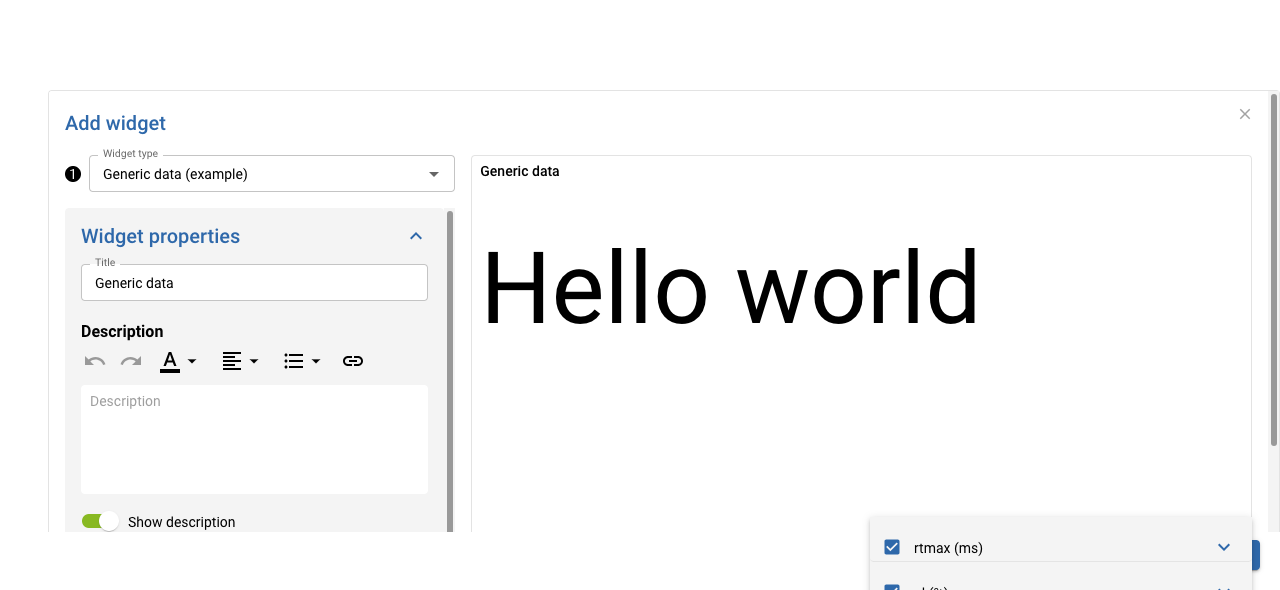 Add widget
Widget type
1
Generic data (example)
Generic data
Widget properties
Title
Generic data
Hello world
Description
A
Description
Show description
rtmax (ms)